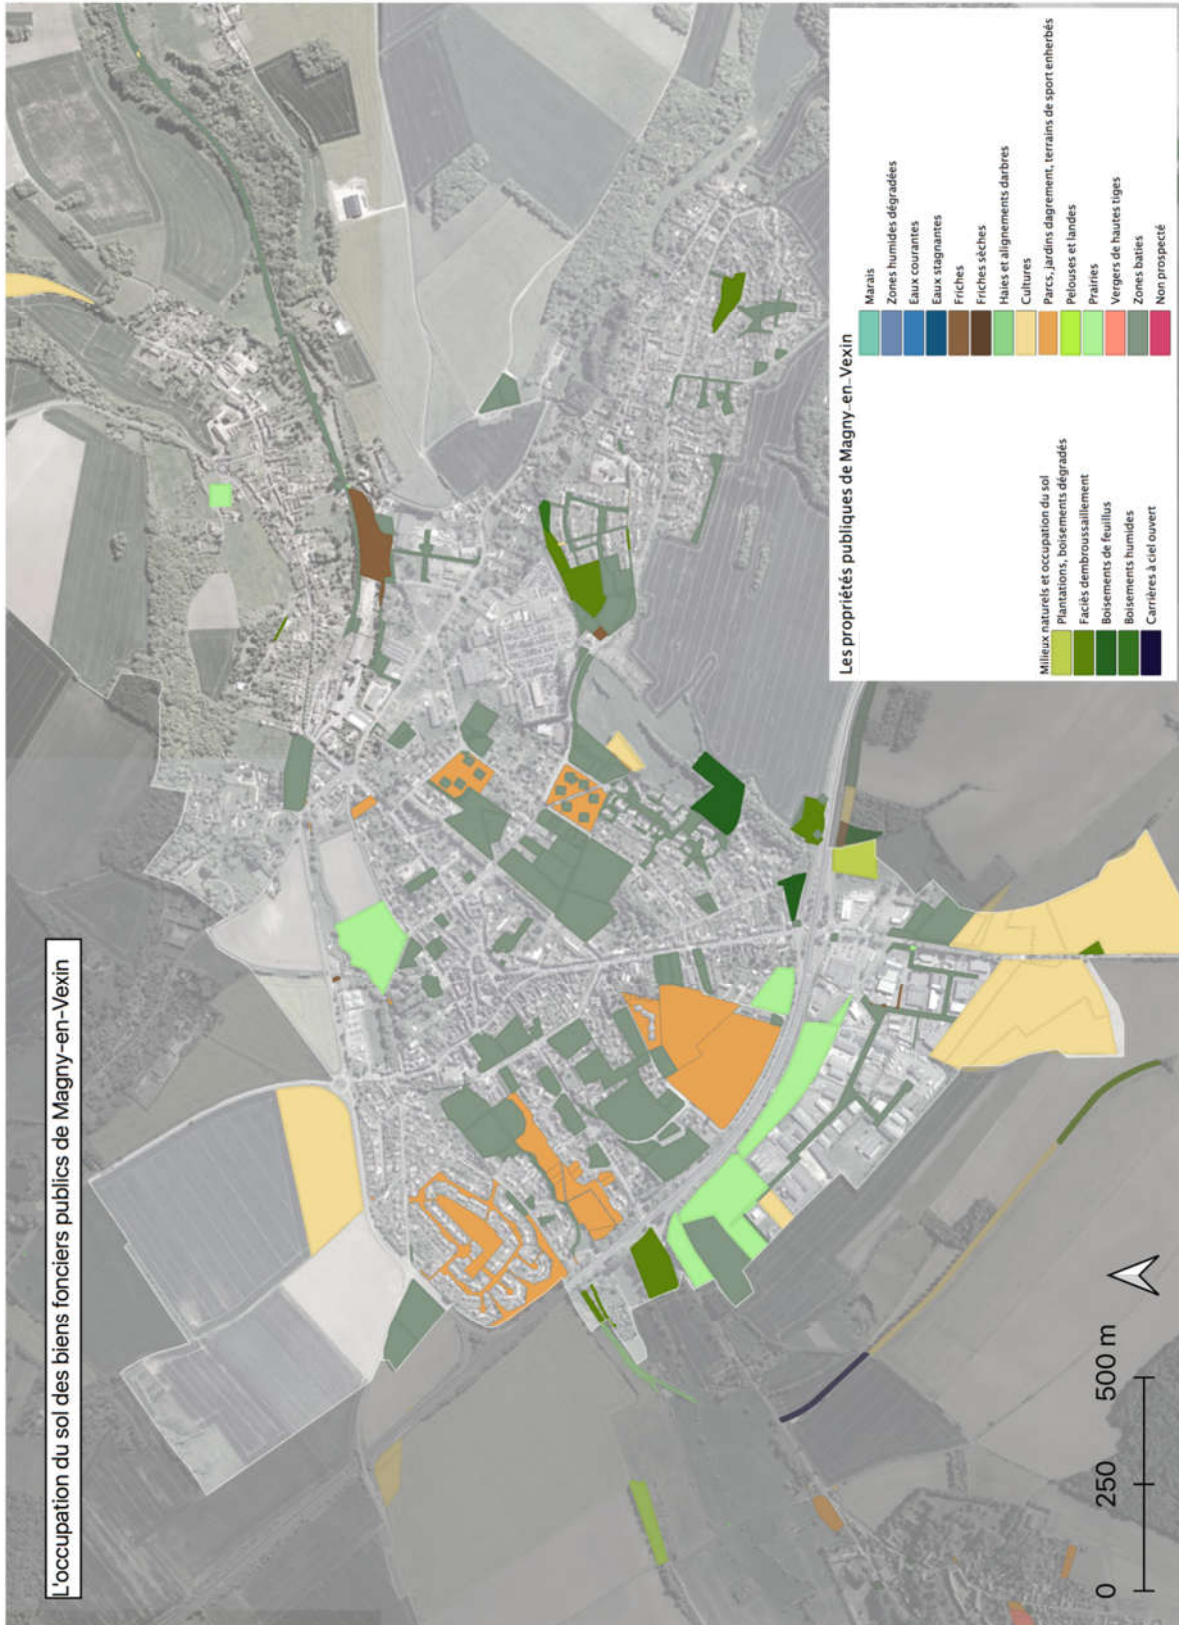 L'occupation du sol des biens fonciers publics de Magny-en-Vexin
Les propriétés publiques de Magny-en-Vexin
Milieux naturels et occupation du sol
Plantations, boisements dégradés
Faciès dembroussaillement
Boisements de feuillus
Boisements humides
Carrières à ciel ouvert
Marais
Zones humides dégradées
Eaux courantes
Eaux stagnantes
Friches
Friches sèches
Haies et alignements darbres
Cultures
Parcs, jardins dagrement, terrains de sport enherbés
Pelouses et landes
Prairies
Vergers de hautes tiges
Zones baties
Non prospecté
0 250 500 m